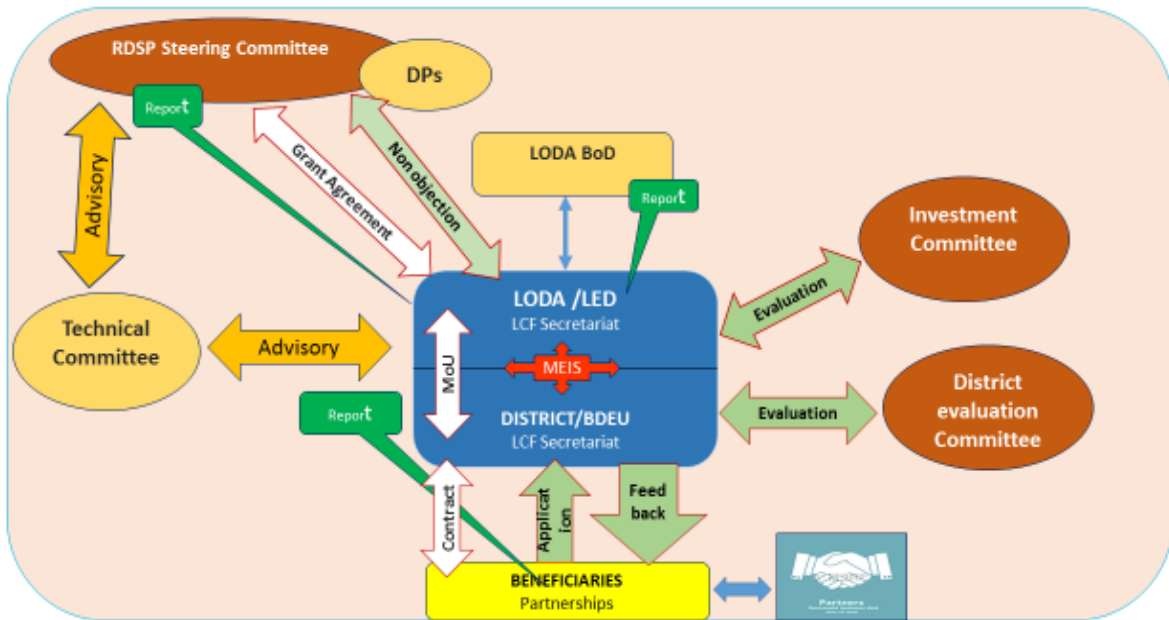 RDSP Steering Committee
DPs
Report
Advisory
Grant Agreement
Non objection
LODA BoD
Report
Investment
Committee
Evaluation
Technical
Committee
Advisory
LODA /LED
LCF Secretariat
MoU
MEIS
DISTRICT/BDEU
LCF Secretariat
Report
Evaluation
District
evaluation
Committee
Contract
Applicat
ion
Feed
back
BENEFICIARIES
Partnerships
Partners